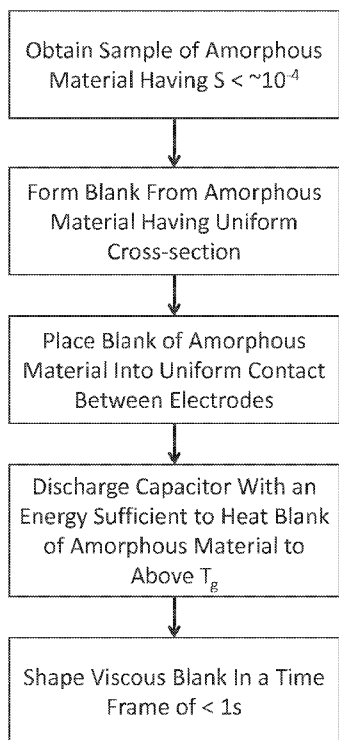 Obtain Sample of Amorphous
Material Having S < ~10⁻⁴
Form Blank From Amorphous
Material Having Uniform
Cross-section
Place Blank of Amorphous
Material Into Uniform Contact
Between Electrodes
Discharge Capacitor With an
Energy Sufficient to Heat Blank
of Amorphous Material to
Above Tg
Shape Viscous Blank In a Time
Frame of < 1s